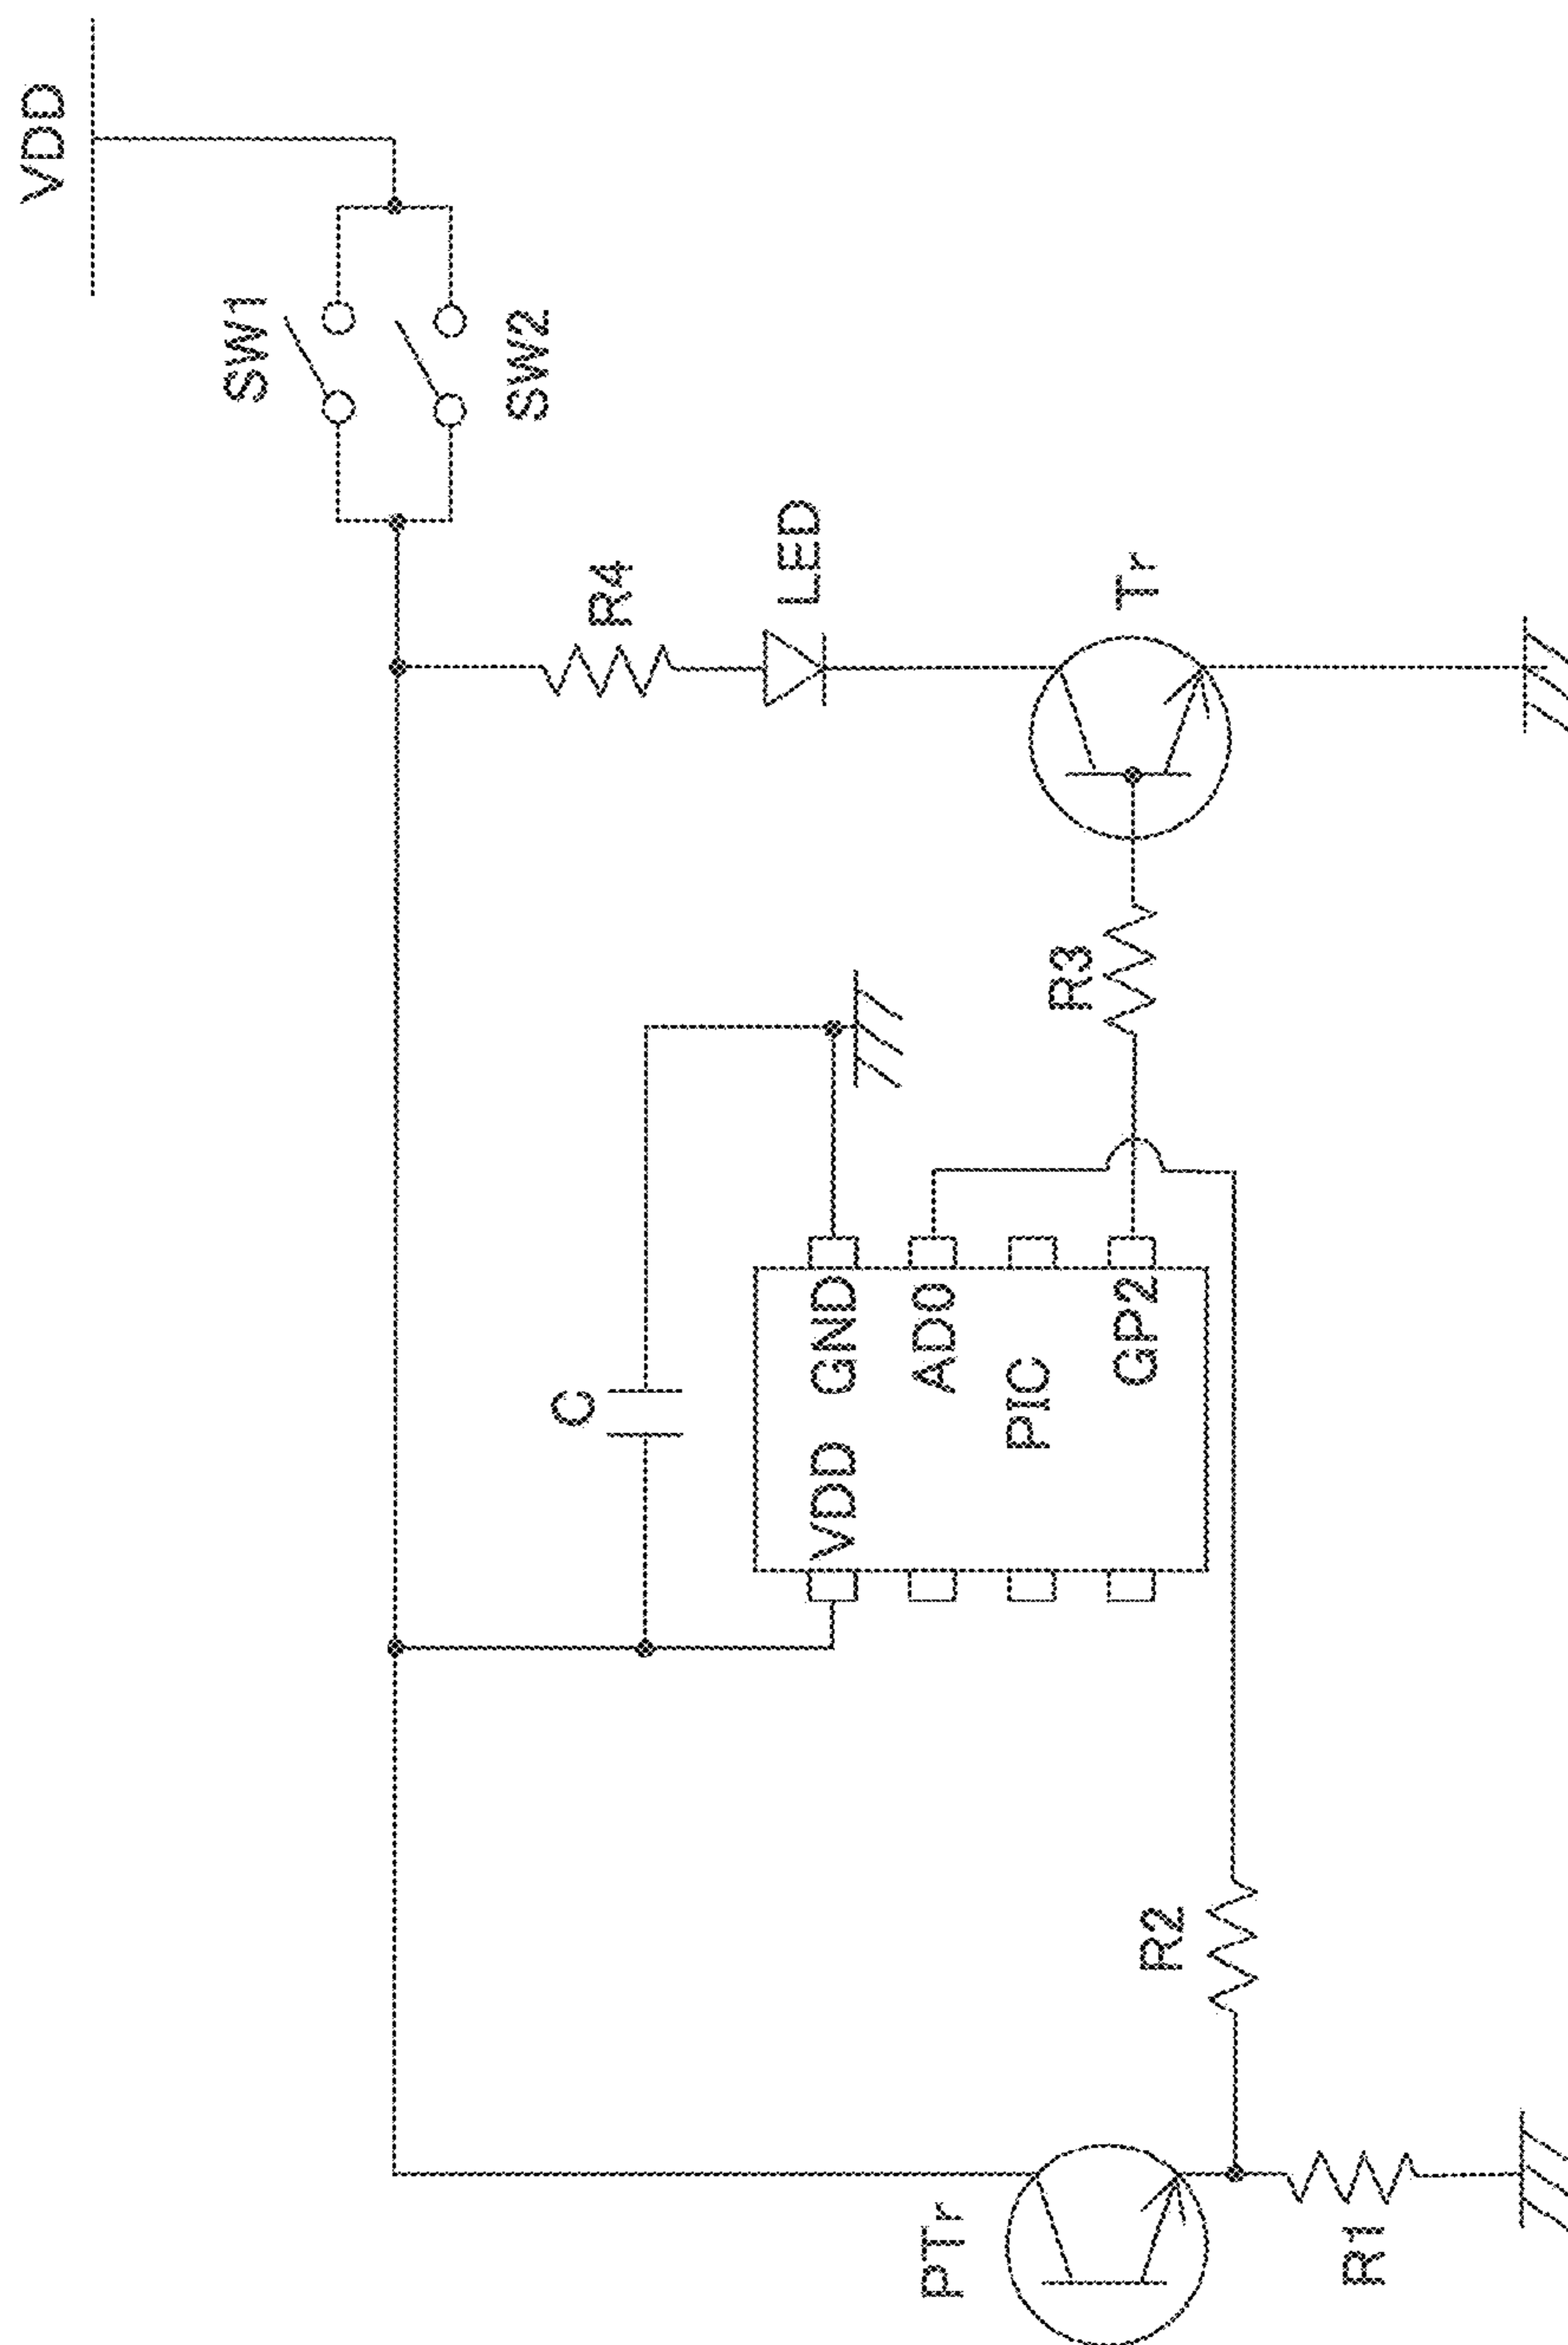 VDD
SW1
SW2
R4
LED
Tr
R3
C
VDD GND
AD0
PIC
GP2
R2
PTr
R1